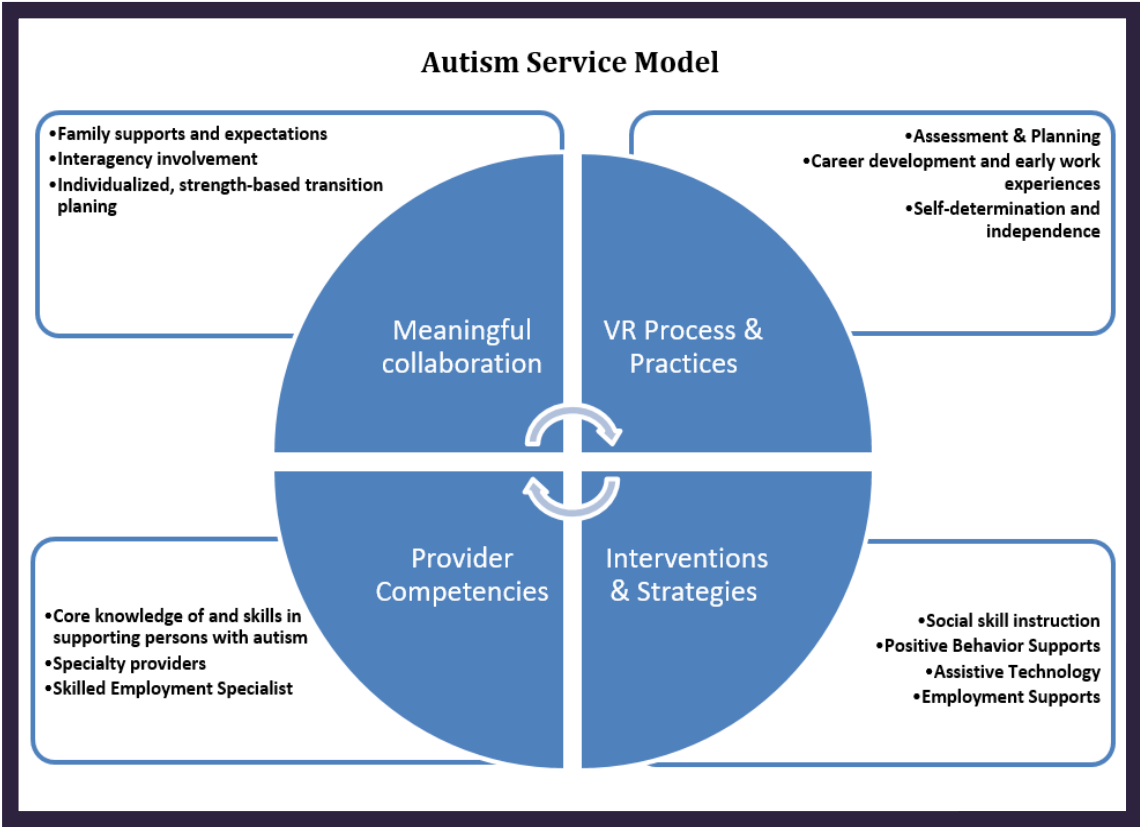 Autism Service Model
•Family supports and expectations
•Interagency involvement
•Individualized, strength-based transition
planing
•Assessment & Planning
•Career development and early work
experiences
•Self-determination and
independence
Meaningful
collaboration
VR Process &
Practices
Provider
Competencies
Interventions
& Strategies
•Core knowledge of and skills in
supporting persons with autism
•Specialty providers
•Skilled Employment Specialist
•Social skill instruction
•Positive Behavior Supports
•Assistive Technology
•Employment Supports